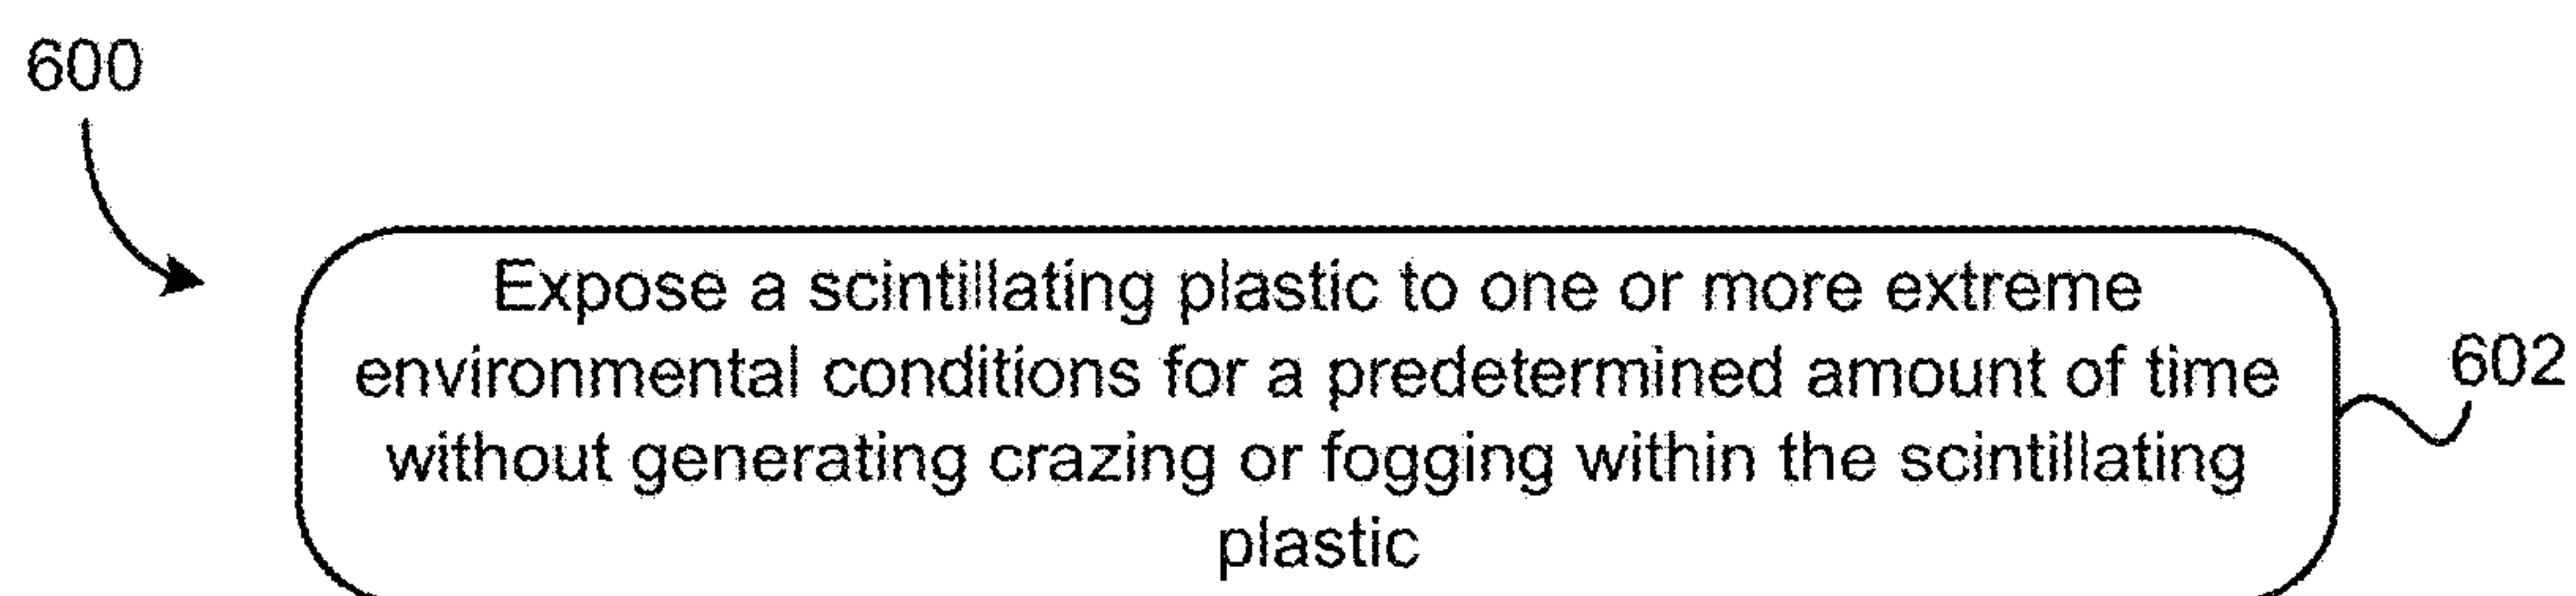 600
Expose a scintillating plastic to one or more extreme
environmental conditions for a predetermined amount of time
without generating crazing or fogging within the scintillating
plastic
602